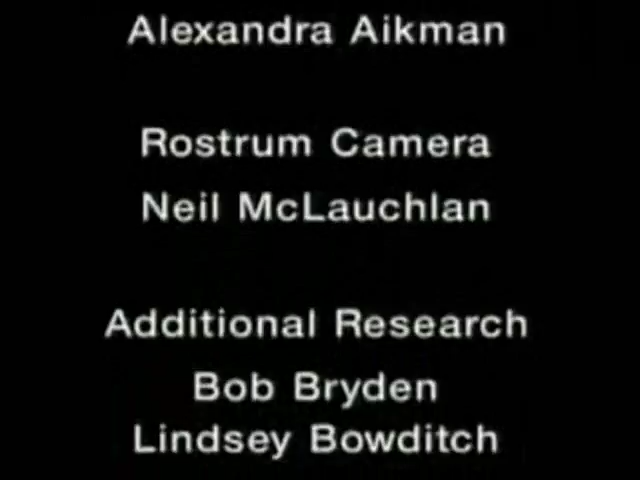 Alexandra Aikman
Rostrum Camera
Neil McLauchlan
Additional Research
Bob Bryden
Lindsey Bowditch